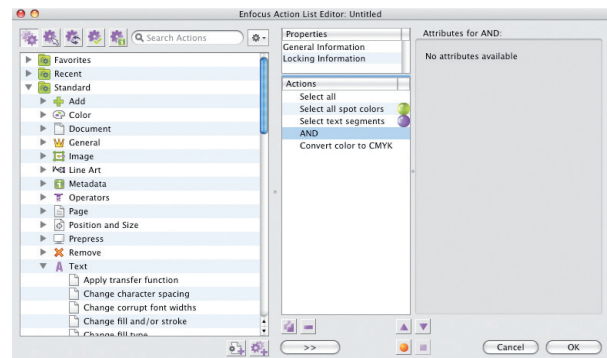 Enfocus Action List Editor: Untitled
Search Actions
Favorites
Recent
Standard
Add
Color
Document
General
Image
Line Art
Metadata
Operators
Page
Position and Size
Prepress
Remove
Text
Apply transfer function
Change character spacing
Change corrupt font widths
Change fill and/or stroke
Change fill type
Properties
General Information
Locking Information
Actions
Select all
Select all spot colors
Select text segments
AND
Convert color to CMYK
>>
Attributes for AND:
No attributes available
Cancel
OK